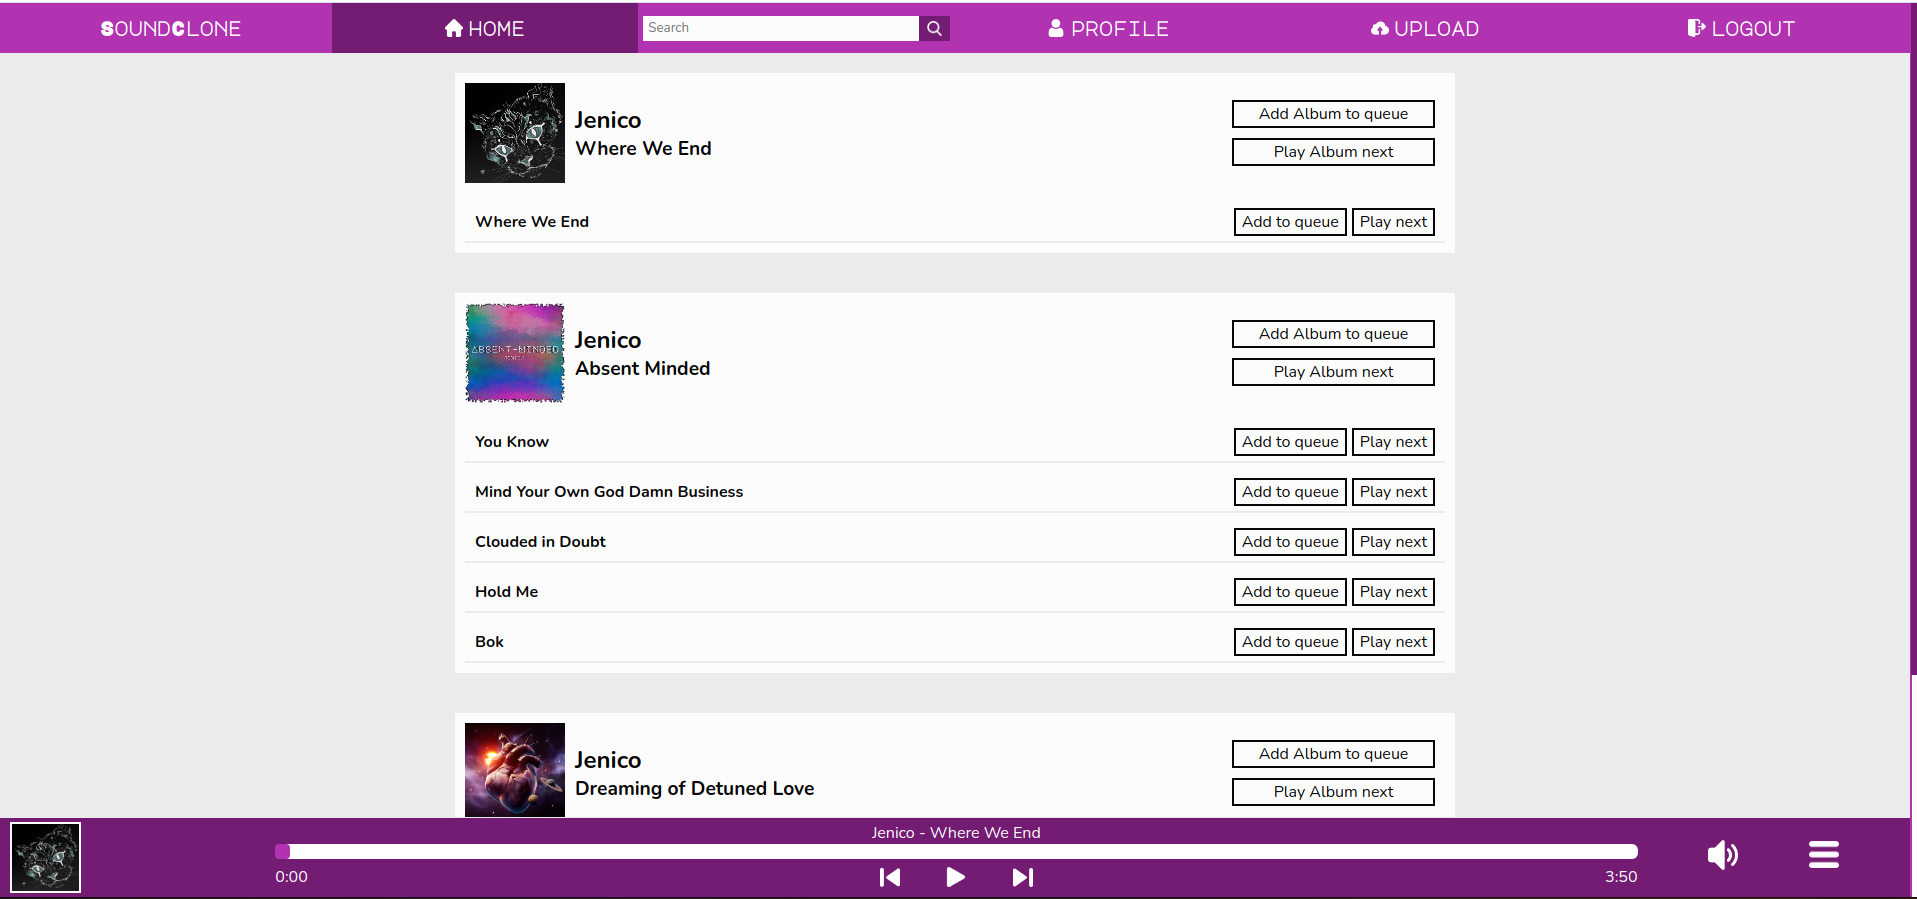 SOUNDCLONE
HOME
Search
PROFILE
UPLOAD
LOGOUT
Jenico
Where We End
Add Album to queue
Play Album next
Where We End
Add to queue
Play next
ABSENT-MINDED
Jenico
Absent Minded
Add Album to queue
Play Album next
You Know
Add to queue
Play next
Mind Your Own God Damn Business
Add to queue
Play next
Clouded in Doubt
Add to queue
Play next
Hold Me
Add to queue
Play next
Bok
Add to queue
Play next
Jenico
Dreaming of Detuned Love
Add Album to queue
Play Album next
Jenico - Where We End
0:00
3:50